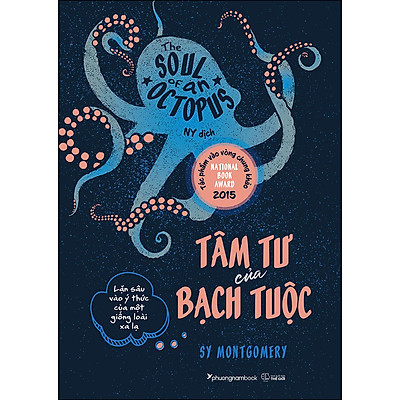 The
SOUL
of an
OCTOPUS
NY dịch
Tác phẩm vào vòng chung khảo
NATIONAL
BOOK
AWARD
2015
TÂM TƯ
của
BẠCH TUỘC
Lặn sâu
vào ý thức
của một
giống loài
xa lạ
SY MONTGOMERY
phuongnambook